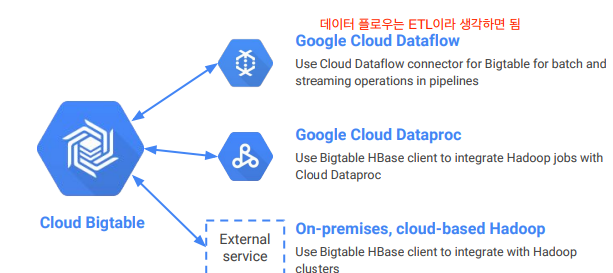 데이터 플로우는 ETL이라 생각하면 됨
Google Cloud Dataflow
Use Cloud Dataflow connector for Bigtable for batch and
streaming operations in pipelines
Google Cloud Dataproc
Use Bigtable HBase client to integrate Hadoop jobs with
Cloud Dataproc
Cloud Bigtable
On-premises, cloud-based Hadoop
External
service
Use Bigtable HBase client to integrate with Hadoop
clusters